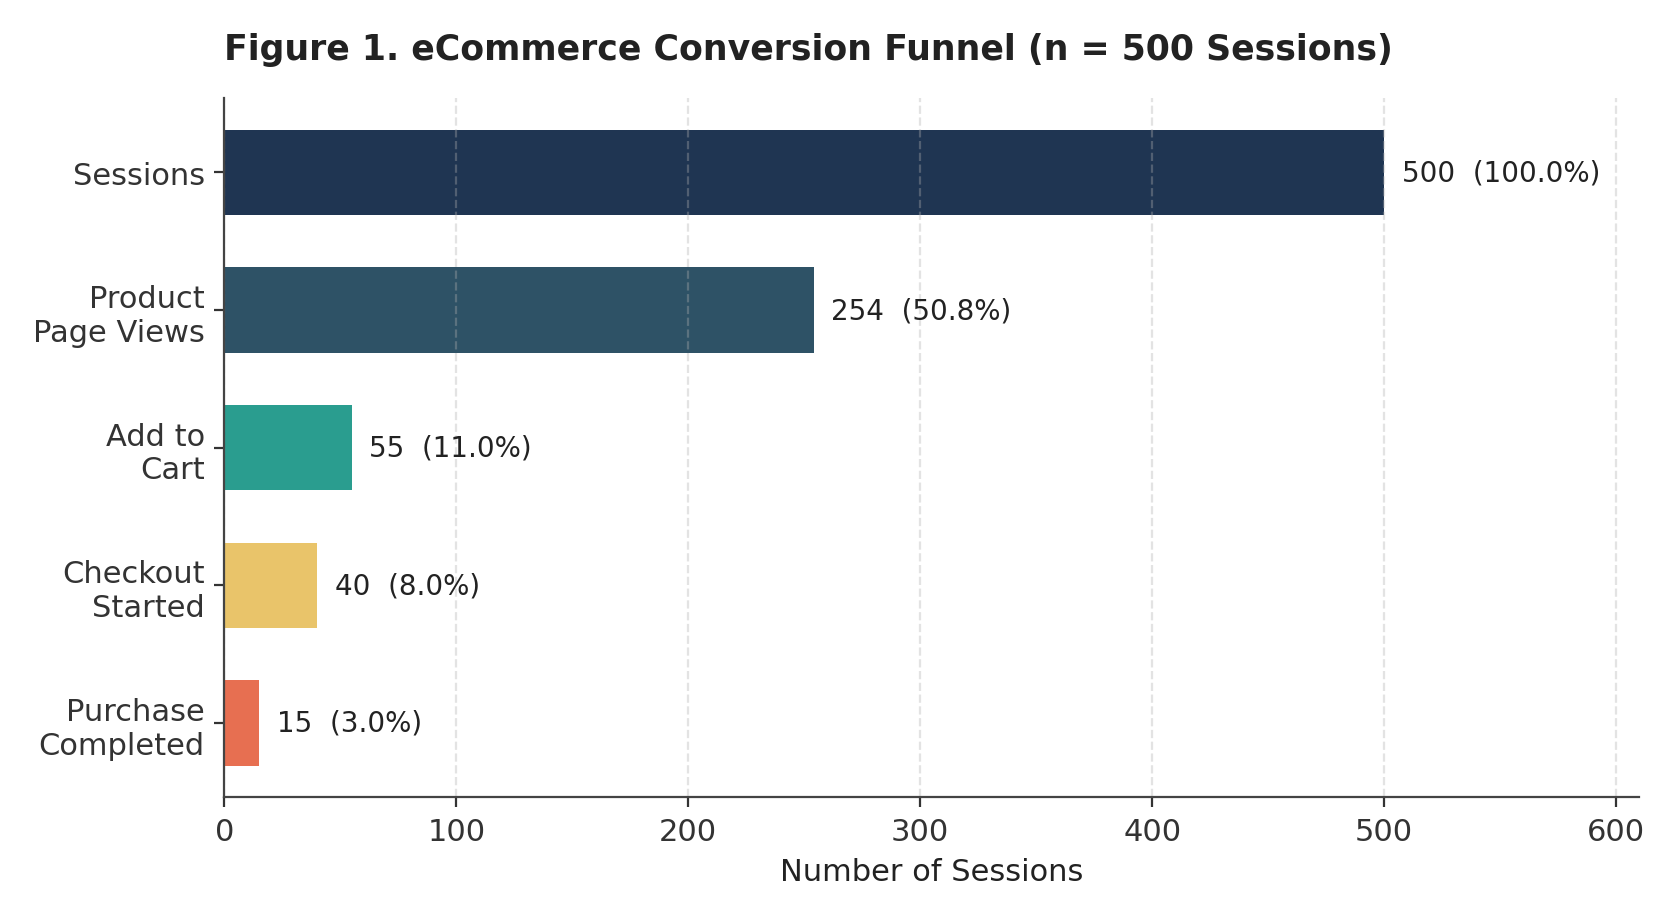 Figure 1. eCommerce Conversion Funnel (n = 500 Sessions)
Sessions
500 (100.0%)
Product
Page Views
254 (50.8%)
Add to
Cart
55 (11.0%)
Checkout
Started
40 (8.0%)
Purchase
Completed
15 (3.0%)
0 100 200 300 400 500 600
Number of Sessions